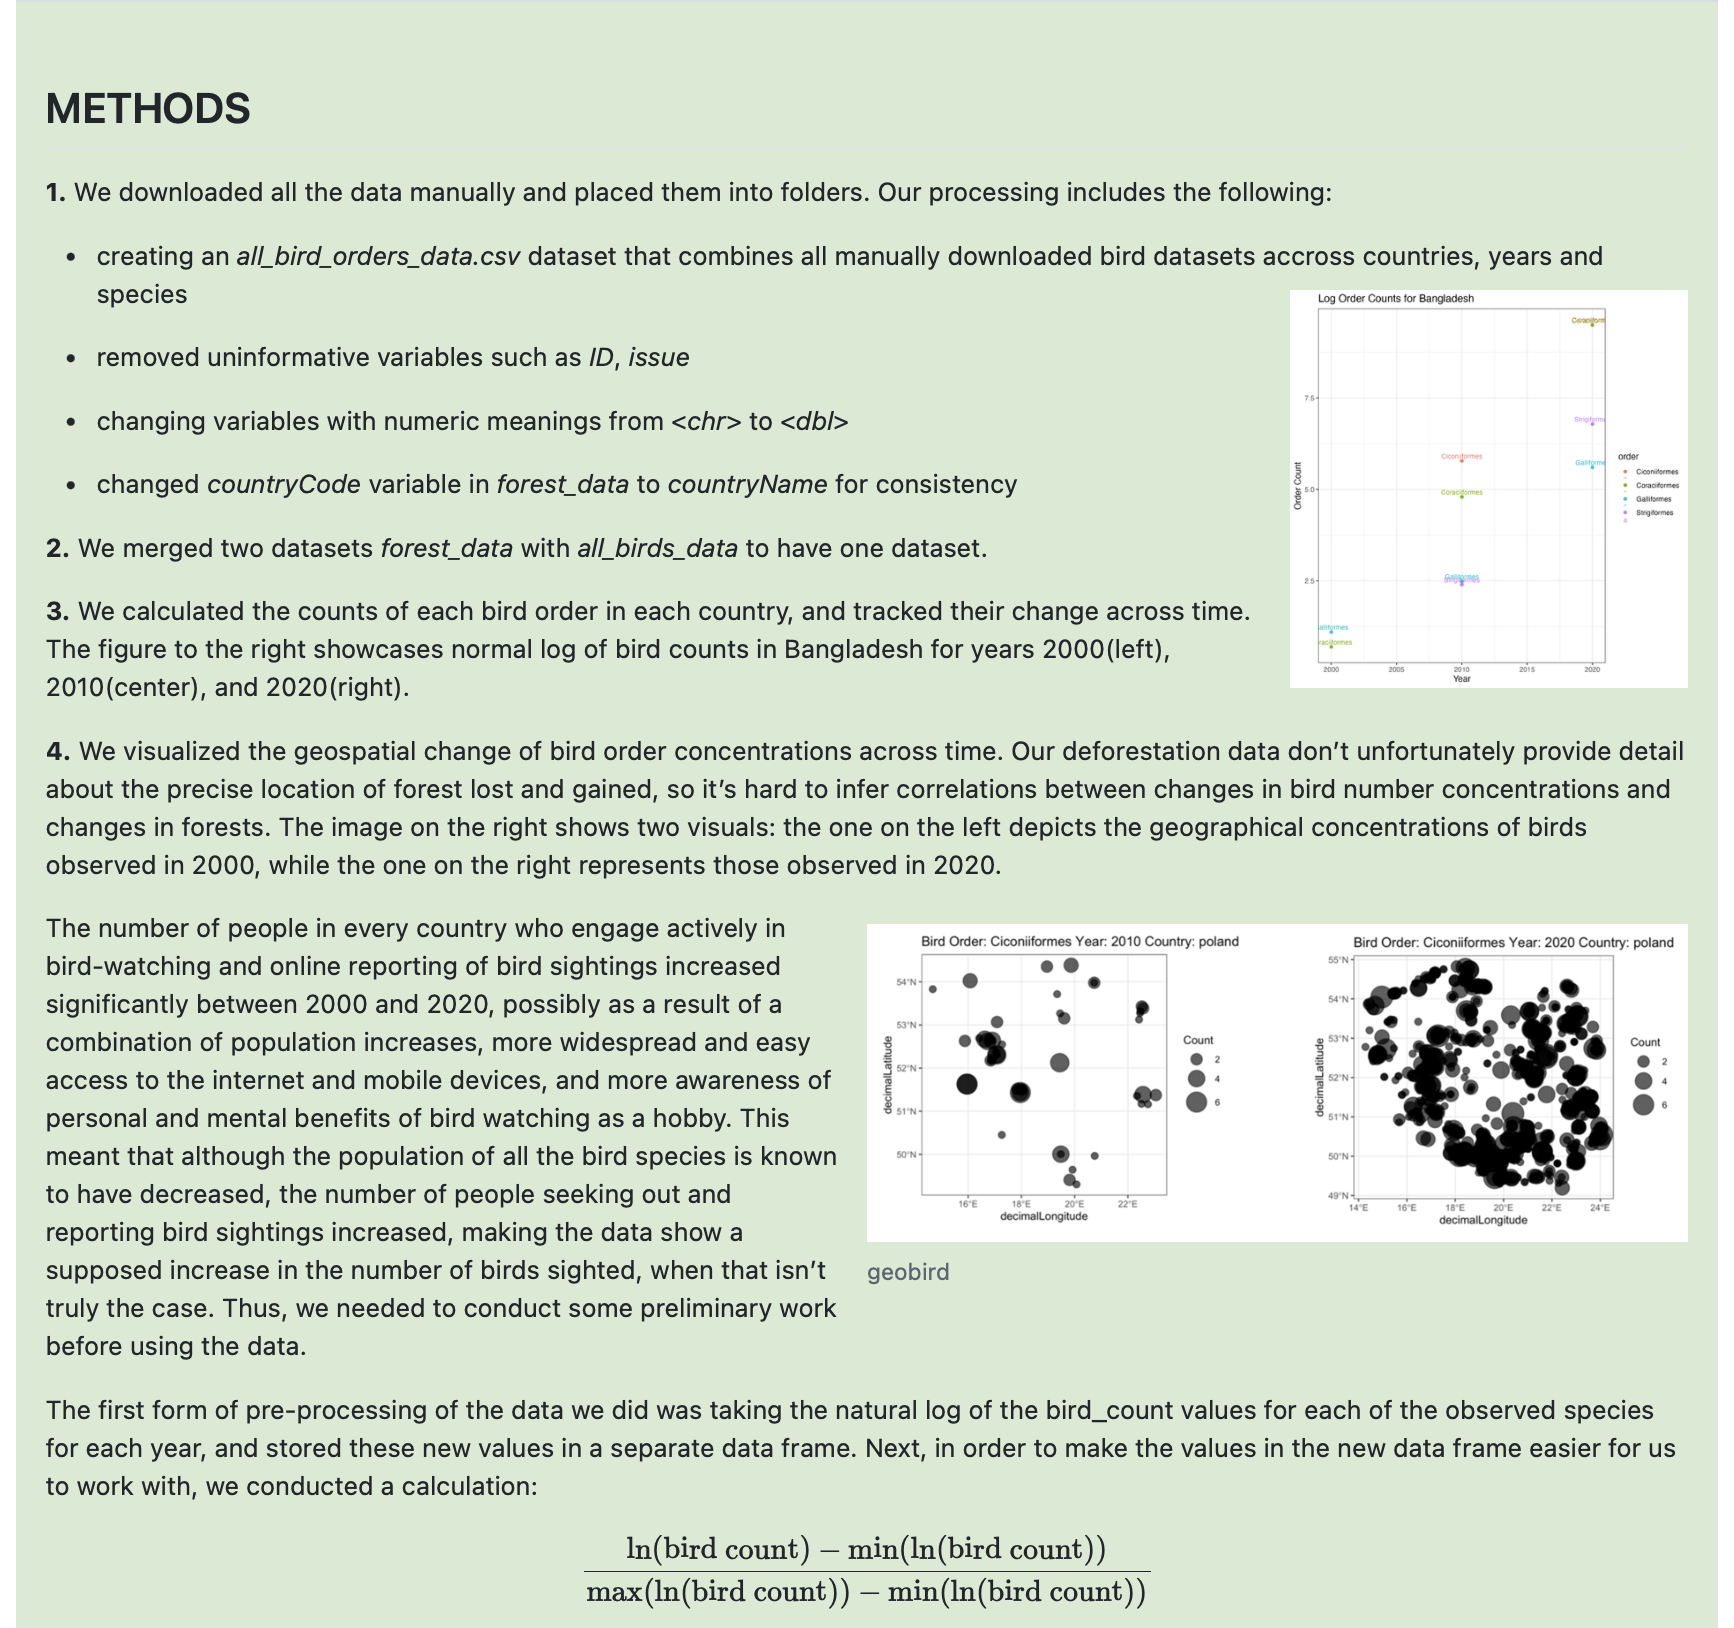 METHODS
1. We downloaded all the data manually and placed them into folders. Our processing includes the following:
• creating an all_bird_orders_data.csv dataset that combines all manually downloaded bird datasets accross countries, years and
species
• removed uninformative variables such as ID, issue
• changing variables with numeric meanings from <chr> to <dbl>
• changed countryCode variable in forest_data to countryName for consistency
2. We merged two datasets forest_data with all_birds_data to have one dataset.
3. We calculated the counts of each bird order in each country, and tracked their change across time.
The figure to the right showcases normal log of bird counts in Bangladesh for years 2000(left),
2010(center), and 2020(right).
Log Order Counts for Bangladesh
Order Count
7.5
5.0
2.5
Ciconiiformes
Coraciiformes
Galliformes
Strigiform
Galliforme
alliformes
raciiformes
2000 2005 2010 2015 2020
Year
order
Ciconiiformes
Coraciiformes
Galliformes
Strigiformes
4. We visualized the geospatial change of bird order concentrations across time. Our deforestation data don’t unfortunately provide detail
about the precise location of forest lost and gained, so it’s hard to infer correlations between changes in bird number concentrations and
changes in forests. The image on the right shows two visuals: the one on the left depicts the geographical concentrations of birds
observed in 2000, while the one on the right represents those observed in 2020.
The number of people in every country who engage actively in
bird-watching and online reporting of bird sightings increased
significantly between 2000 and 2020, possibly as a result of a
combination of population increases, more widespread and easy
access to the internet and mobile devices, and more awareness of
personal and mental benefits of bird watching as a hobby. This
meant that although the population of all the bird species is known
to have decreased, the number of people seeking out and
reporting bird sightings increased, making the data show a
supposed increase in the number of birds sighted, when that isn’t
truly the case. Thus, we needed to conduct some preliminary work
before using the data.
Bird Order: Ciconiiformes Year: 2010 Country: poland
decimalLatitude
54°N
53°N
52°N
51°N
50°N
16°E 18°E 20°E 22°E
decimalLongitude
Count
2
4
6
Bird Order: Ciconiiformes Year: 2020 Country: poland
decimalLatitude
55°N
54°N
53°N
52°N
51°N
50°N
49°N
14°E 16°E 18°E 20°E 22°E 24°E
decimalLongitude
Count
2
4
6
geobird
The first form of pre-processing of the data we did was taking the natural log of the bird_count values for each of the observed species
for each year, and stored these new values in a separate data frame. Next, in order to make the values in the new data frame easier for us
to work with, we conducted a calculation:
ln(bird count) − min(ln(bird count))
max(ln(bird count)) − min(ln(bird count))